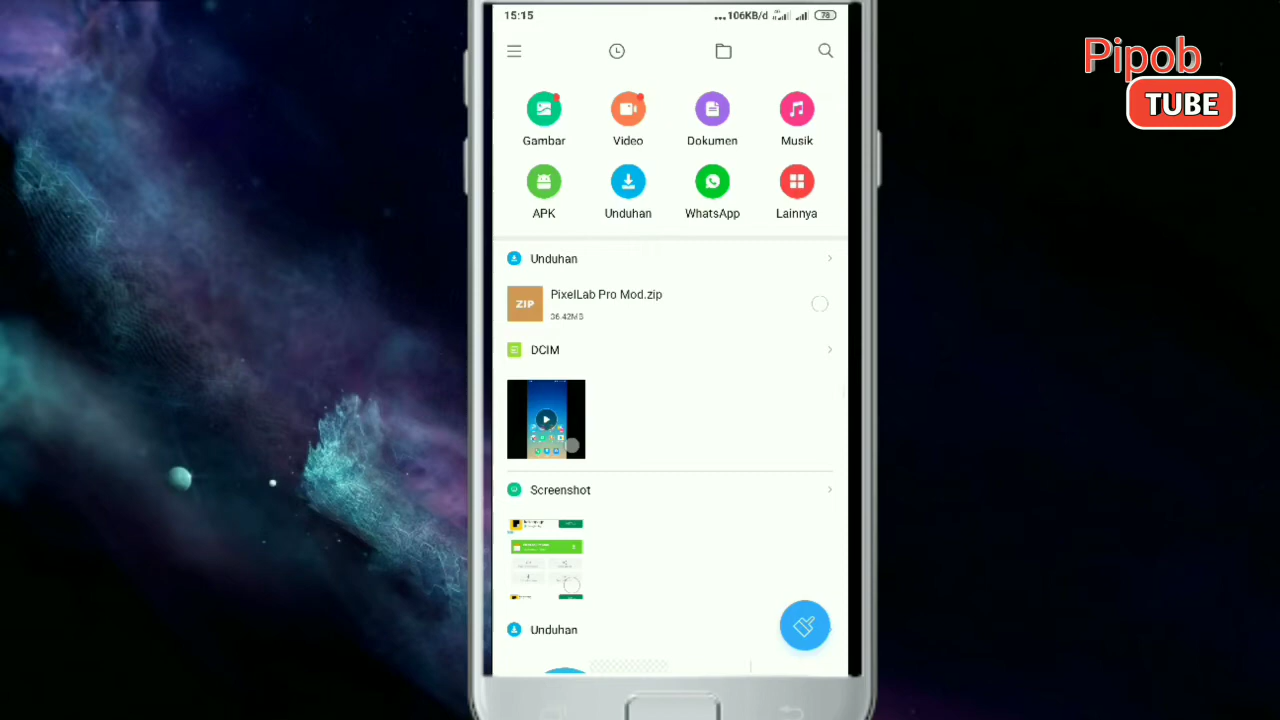 15:15
106KB/d
78
Pipob
TUBE
Gambar
Video
Dokumen
Musik
APK
Unduhan
WhatsApp
Lainnya
Unduhan
ZIP
PixelLab Pro Mod.zip
36.42MB
DCIM
Screenshot
Unduhan